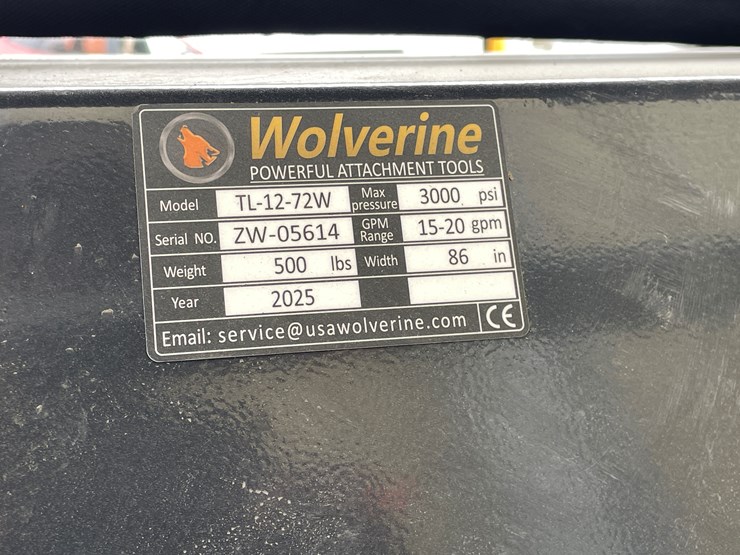 Wolverine
POWERFUL ATTACHMENT TOOLS
Model TL-12-72W Max pressure 3000 psi
Serial NO. ZW-05614 GPM Range 15-20 gpm
Weight 500 lbs Width 86 in
Year 2025
Email: service@usawolverine.com CE